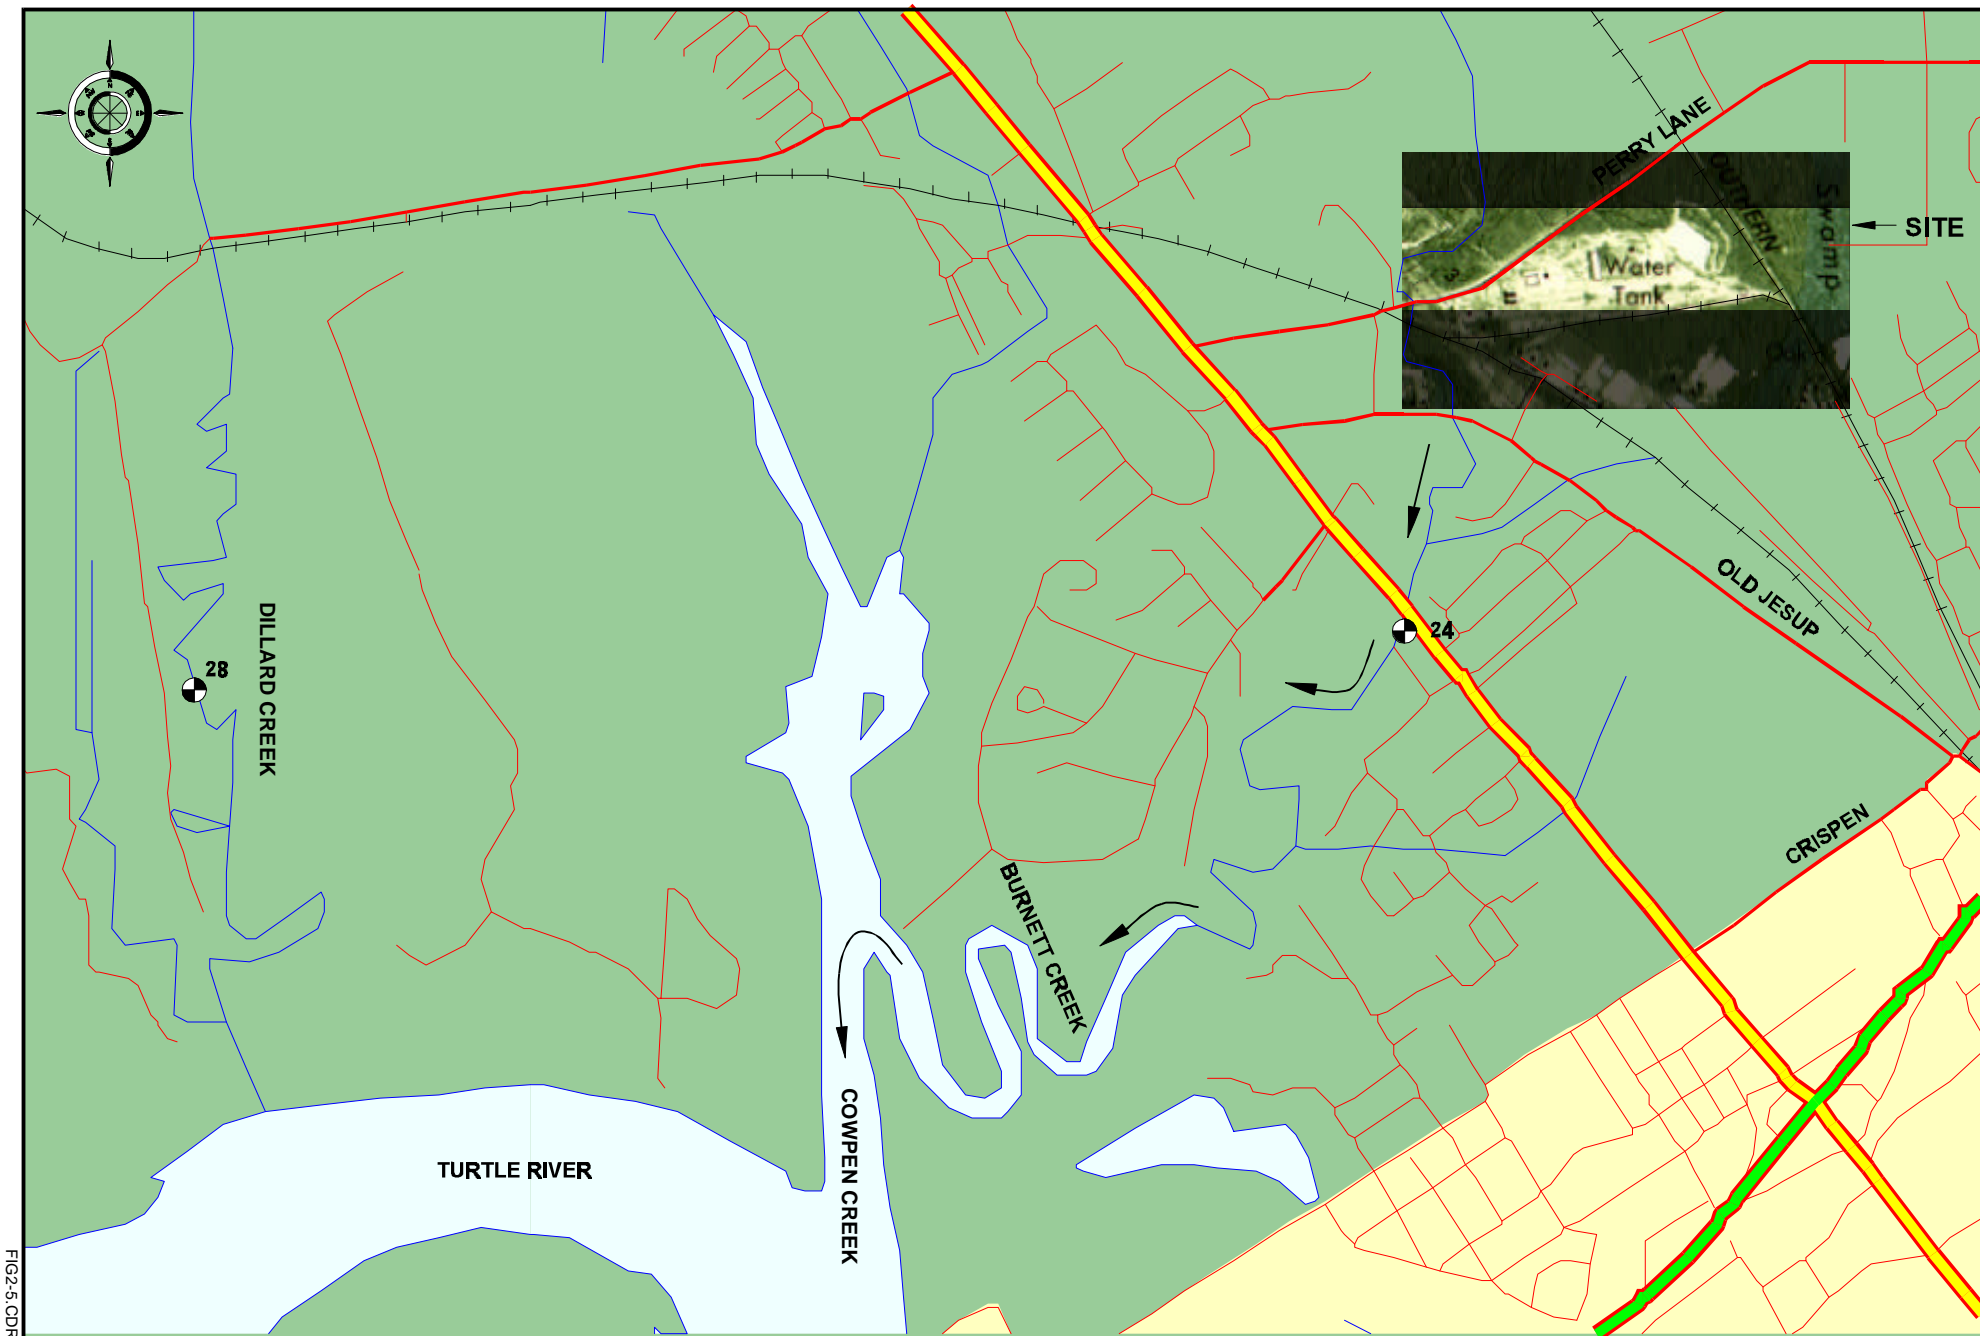 PERRY LANE
OUTHERN
Swamp
SITE
Water
Tank
OLD JESUP
24
28
DILLARD CREEK
CRISPEN
BURNETT CREEK
COWPEN CREEK
TURTLE RIVER
FIG2-5.CDR